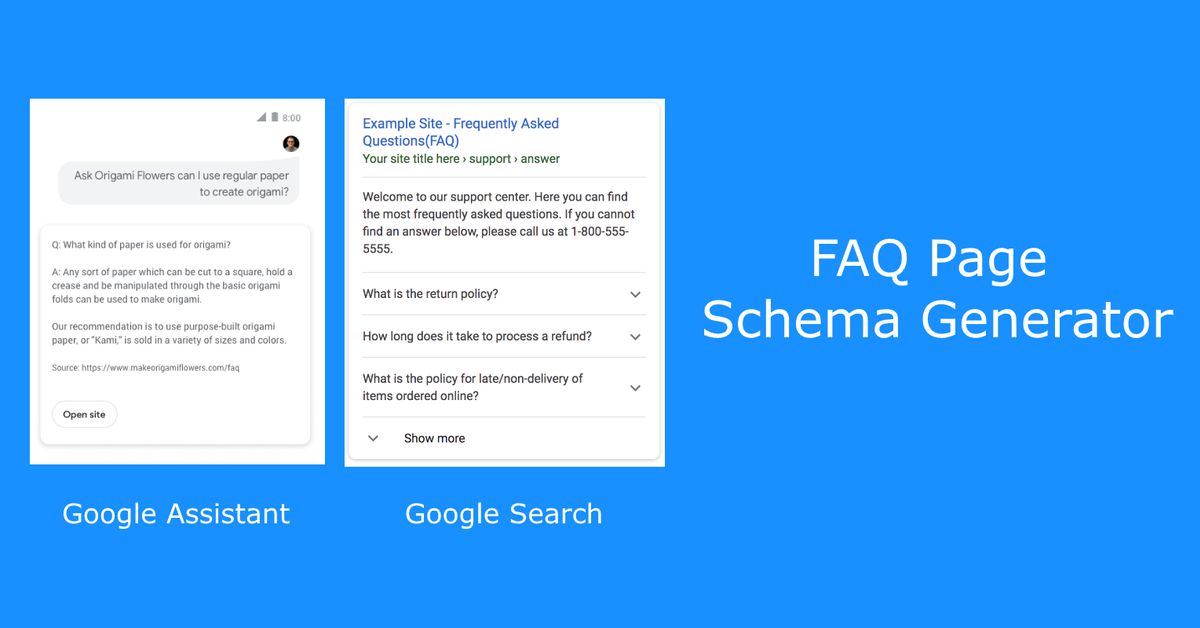 8:00
Ask Origami Flowers can I use regular paper
to create origami?
Q: What kind of paper is used for origami?
A: Any sort of paper which can be cut to a square, hold a
crease and be manipulated through the basic origami
folds can be used to make origami.
Our recommendation is to use purpose-built origami
paper, or “Kami,” is sold in a variety of sizes and colors.
Source: https://www.makeorigamiflowers.com/faq
Open site
Google Assistant
Example Site - Frequently Asked
Questions(FAQ)
Your site title here › support › answer
Welcome to our support center. Here you can find
the most frequently asked questions. If you cannot
find an answer below, please call us at 1-800-555-
5555.
What is the return policy?
How long does it take to process a refund?
What is the policy for late/non-delivery of
items ordered online?
Show more
Google Search
FAQ Page
Schema Generator